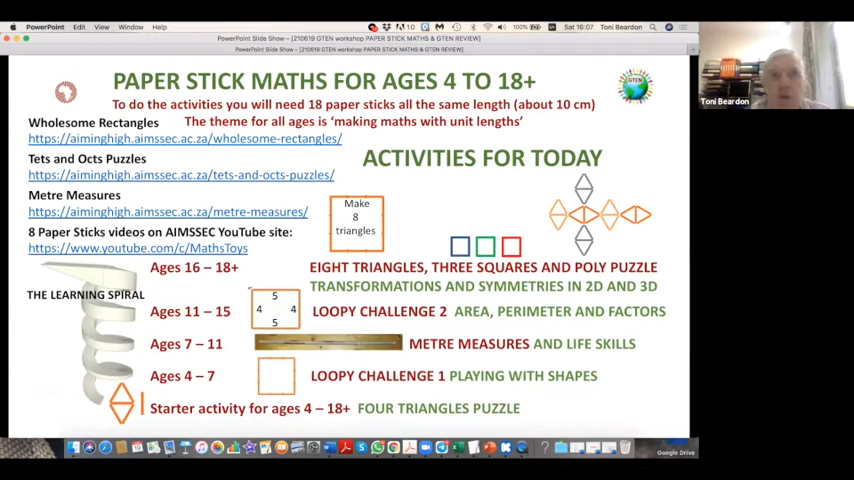 PowerPoint Edit View Window Help
10
100% Sat 16:07 Toni Beardon
PowerPoint Slide Show - [210619 GTEN workshop PAPER STICK MATHS & GTEN REVIEW]
PowerPoint Slide Show - [210619 GTEN workshop PAPER STICK MATHS & GTEN REVIEW]
PAPER STICK MATHS FOR AGES 4 TO 18+
GTEN
Toni Beardon
To do the activities you will need 18 paper sticks all the same length (about 10 cm)
The theme for all ages is ‘making maths with unit lengths’
Wholesome Rectangles
https://aiminghigh.aimssec.ac.za/wholesome-rectangles/
Tets and Octs Puzzles
https://aiminghigh.aimssec.ac.za/tets-and-octs-puzzles/
Metre Measures
https://aiminghigh.aimssec.ac.za/metre-measures/
8 Paper Sticks videos on AIMSSEC YouTube site:
https://www.youtube.com/c/MathsToys
ACTIVITIES FOR TODAY
Make
8
triangles
Ages 16 – 18+ EIGHT TRIANGLES, THREE SQUARES AND POLY PUZZLE
TRANSFORMATIONS AND SYMMETRIES IN 2D AND 3D
THE LEARNING SPIRAL
5
4 4
5
Ages 11 – 15 LOOPY CHALLENGE 2 AREA, PERIMETER AND FACTORS
Ages 7 – 11 METRE MEASURES AND LIFE SKILLS
Ages 4 – 7 LOOPY CHALLENGE 1 PLAYING WITH SHAPES
Starter activity for ages 4 – 18+ FOUR TRIANGLES PUZZLE
Google Drive